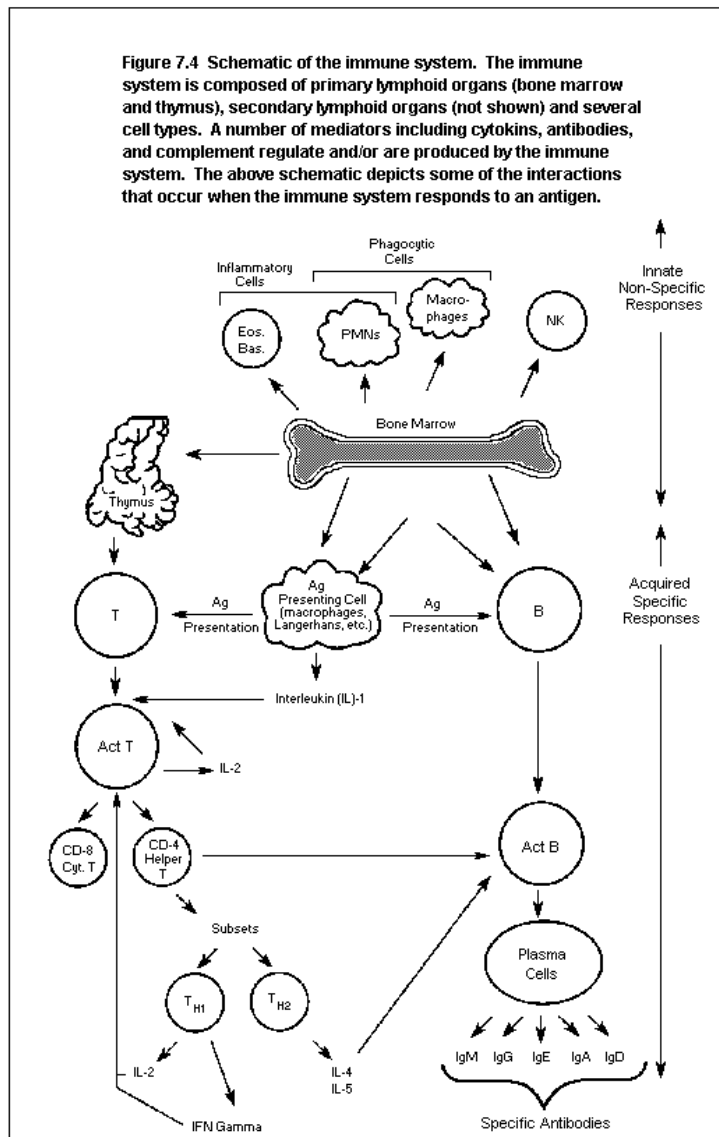 Figure 7.4 Schematic of the immune system. The immune
system is composed of primary lymphoid organs (bone marrow
and thymus), secondary lymphoid organs (not shown) and several
cell types. A number of mediators including cytokins, antibodies,
and complement regulate and/or are produced by the immune
system. The above schematic depicts some of the interactions
that occur when the immune system responds to an antigen.
Phagocytic
Cells
Inflammatory
Cells
Innate
Non-Specific
Responses
Eos.
Bas.
PMNs
Macro-
phages
NK
Bone Marrow
Thymus
T
Ag
Presentation
Ag
Presenting Cell
(macrophages,
Langerhans, etc.)
Ag
Presentation
B
Acquired
Specific
Responses
Interleukin (IL)-1
Act T
IL-2
CD-8
Cyt. T
CD-4
Helper
T
Act B
Subsets
Plasma
Cells
TH1
TH2
IL-2
IL-4
IL-5
IFN Gamma
IgM IgG IgE IgA IgD
Specific Antibodies